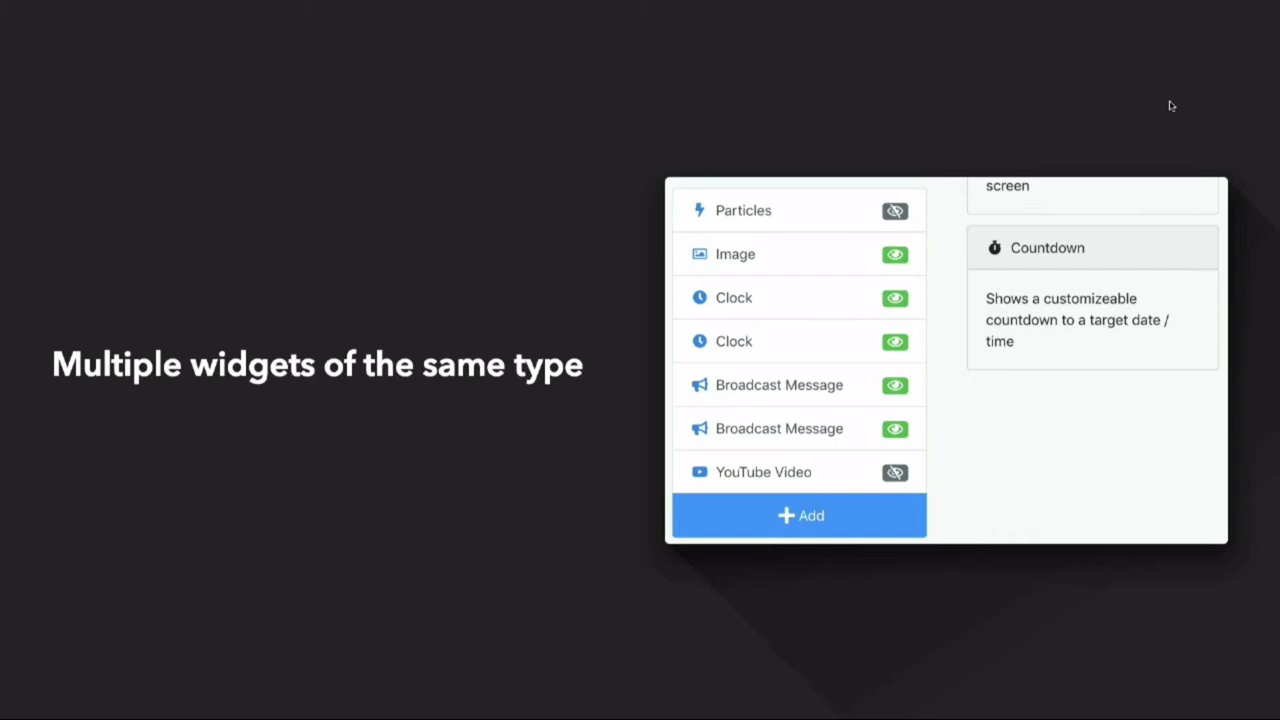 Multiple widgets of the same type
Particles
Image
Clock
Clock
Broadcast Message
Broadcast Message
YouTube Video
Add
screen
Countdown
Shows a customizeable
countdown to a target date /
time